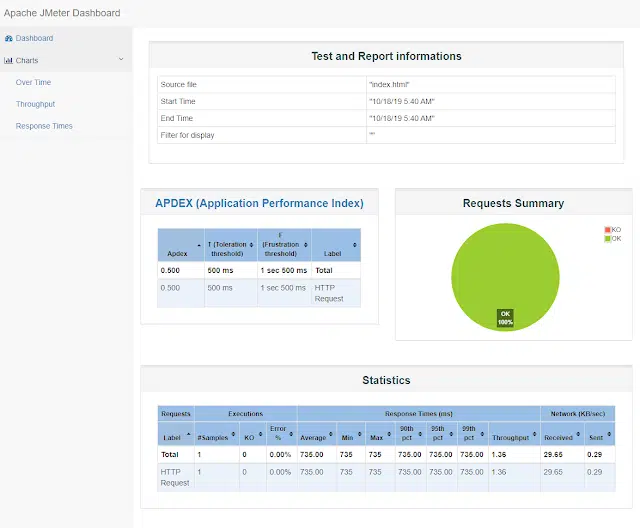 Apache JMeter Dashboard
Dashboard
Charts
Over Time
Throughput
Response Times
Test and Report informations
Source file "index.html"
Start Time "10/18/19 5:40 AM"
End Time "10/18/19 5:40 AM"
Filter for display ""
APDEX (Application Performance Index)
Apdex T (Toleration threshold) F (Frustration threshold) Label
0.500 500 ms 1 sec 500 ms Total
0.500 500 ms 1 sec 500 ms HTTP Request
Requests Summary
KO
OK
OK
100%
Statistics
Requests Executions Response Times (ms) Network (KB/sec)
Label #Samples KO Error % Average Min Max 90th pct 95th pct 99th pct Throughput Received Sent
Total 1 0 0.00% 735.00 735 735 735.00 735.00 735.00 1.36 29.65 0.29
HTTP Request 1 0 0.00% 735.00 735 735 735.00 735.00 735.00 1.36 29.65 0.29